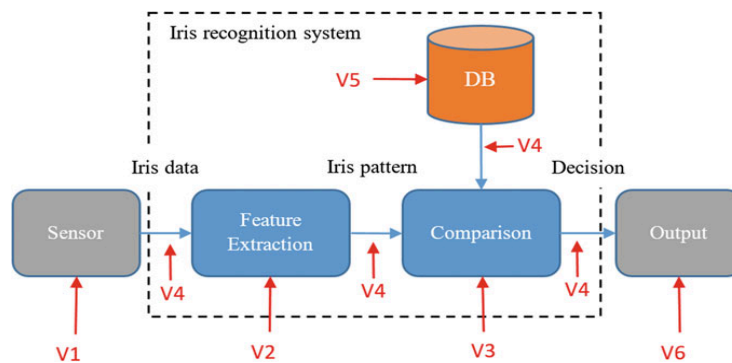 Iris recognition system
DB
V5
V4
Iris data
Iris pattern
Decision
Sensor
Feature
Extraction
Comparison
Output
V4
V4
V4
V1
V2
V3
V6